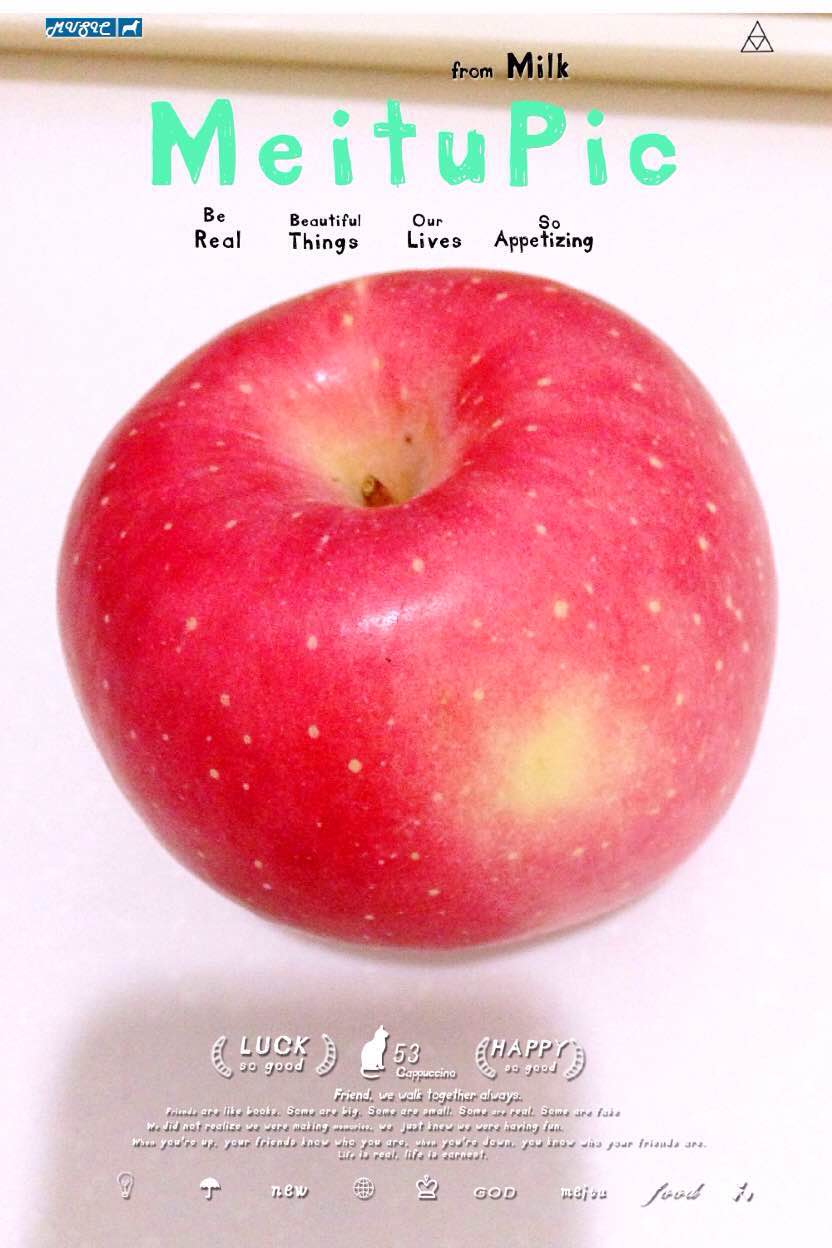 MUSIC
from Milk
MeituPic
Be Beautiful Our So
Real Things Lives Appetizing
LUCK 53 HAPPY
so good Cappuccino so good
Friend, we walk together always.
Friends are like books. Some are big. Some are small. Some are real. Some are fake
We did not realize we were making memories, we just knew we were having fun.
When you're up, your friends know who you are, when you're down, you know who your friends are.
Life is real, life is earnest.
new GOD meitu food